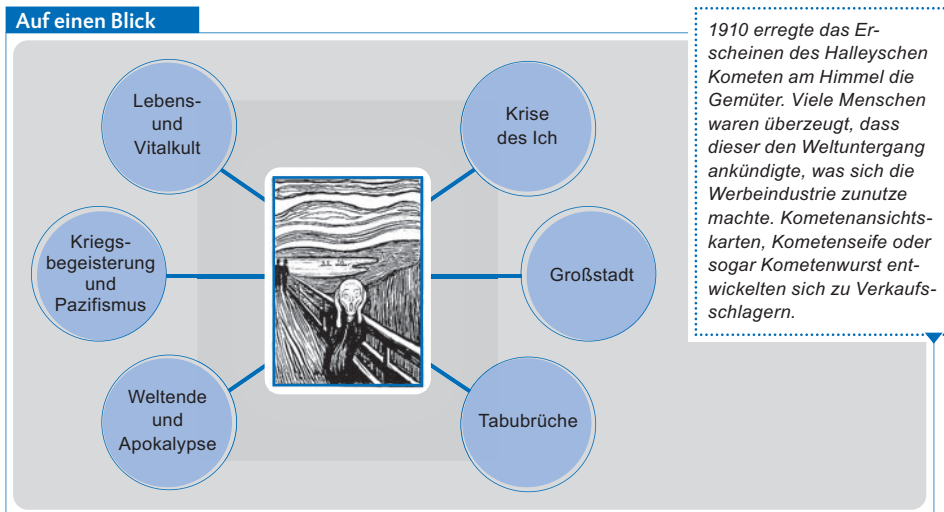 Auf einen Blick
Lebens-
und
Vitalkult
Krise
des Ich
Kriegs-
begeisterung
und
Pazifismus
Großstadt
Weltende
und
Apokalypse
Tabubrüche
1910 erregte das Er-
scheinen des Halleyschen
Kometen am Himmel die
Gemüter. Viele Menschen
waren überzeugt, dass
dieser den Weltuntergang
ankündigte, was sich die
Werbeindustrie zunutze
machte. Kometenansichts-
karten, Kometenseife oder
sogar Kometenwurst ent-
wickelten sich zu Verkaufs-
schlagern.